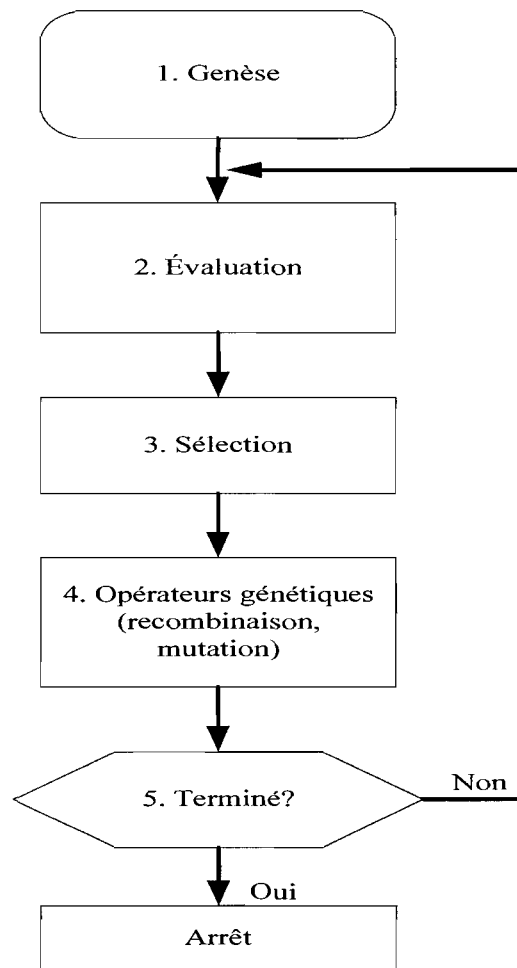 1. Genèse
2. Évaluation
3. Sélection
4. Opérateurs génétiques
(recombinaison,
mutation)
5. Terminé?
Non
Oui
Arrêt